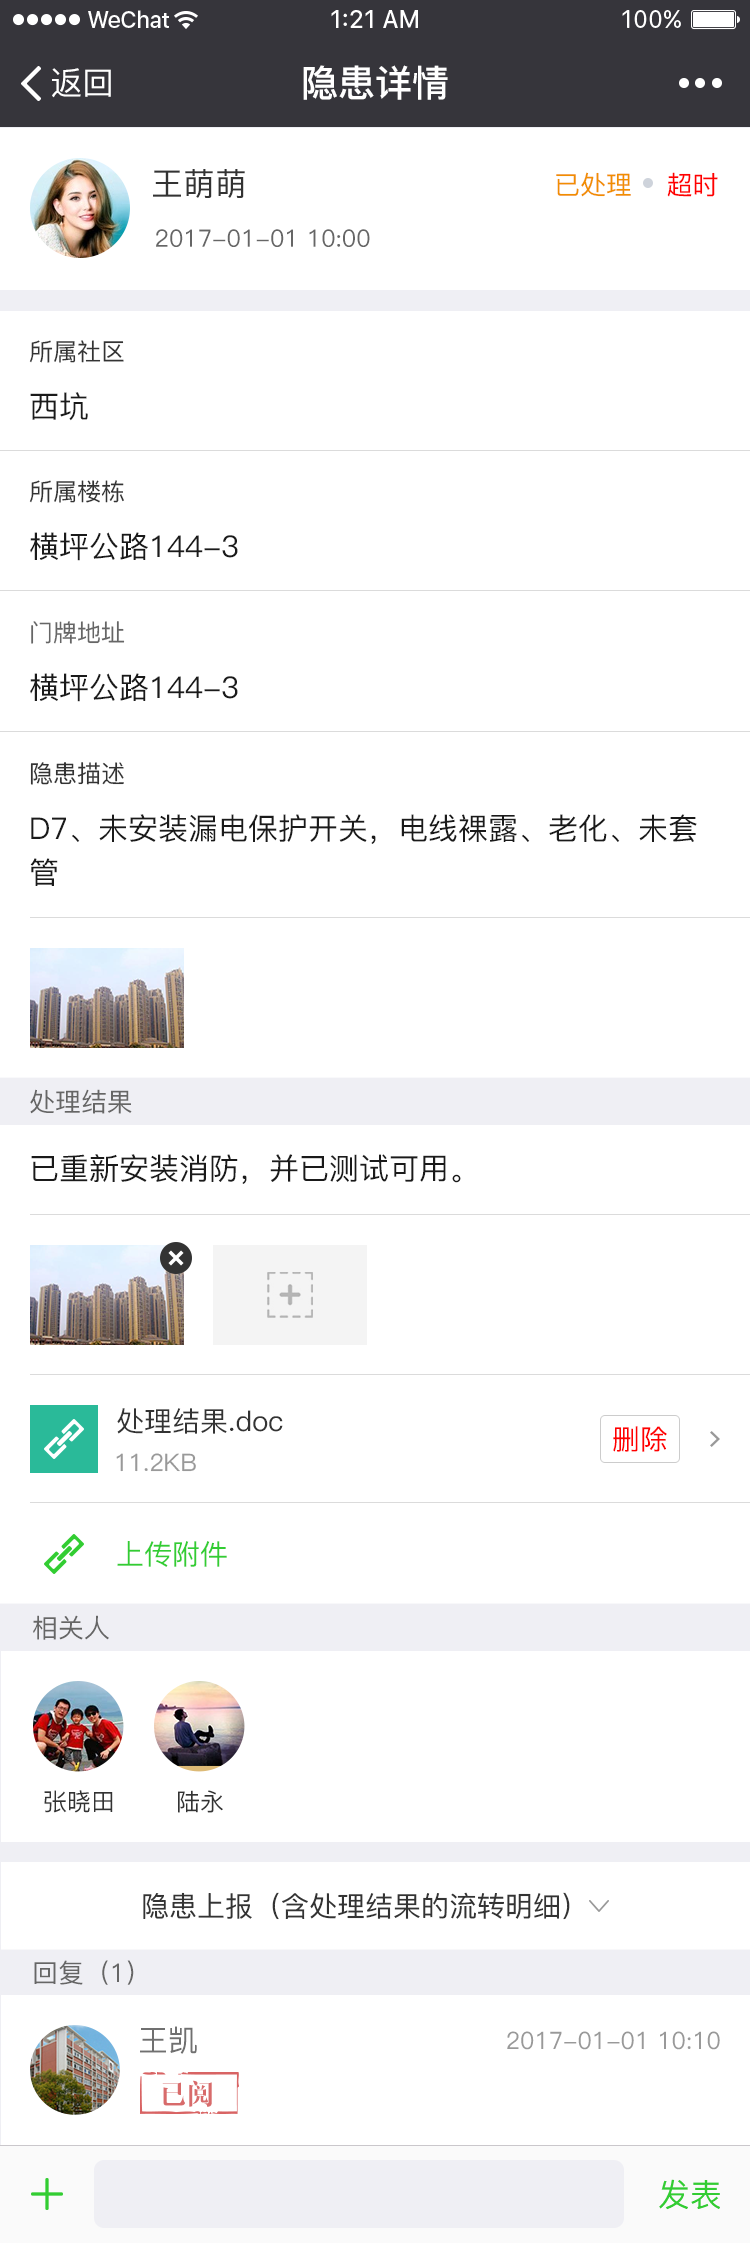 WeChat 1:21 AM 100%
返回 隐患详情
王萌萌 已处理 超时
2017-01-01 10:00
所属社区
西坑
所属楼栋
横坪公路144-3
门牌地址
横坪公路144-3
隐患描述
D7、未安装漏电保护开关，电线裸露、老化、未套
管
处理结果
已重新安装消防，并已测试可用。
处理结果.doc 删除
11.2KB
上传附件
相关人
张晓田 陆永
隐患上报（含处理结果的流转明细）
回复（1）
王凯 2017-01-01 10:10
已阅
发表